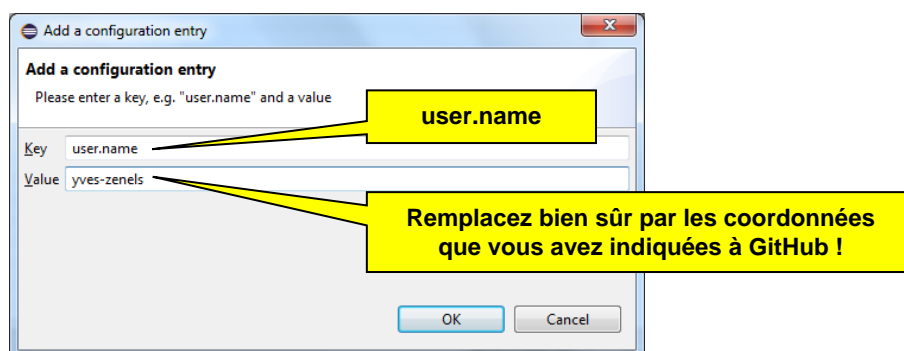 Add a configuration entry
Add a configuration entry
Please enter a key, e.g. "user.name" and a value
user.name
Key user.name
Value yves-zenels
Remplacez bien sûr par les coordonnées
que vous avez indiquées à GitHub !
OK Cancel